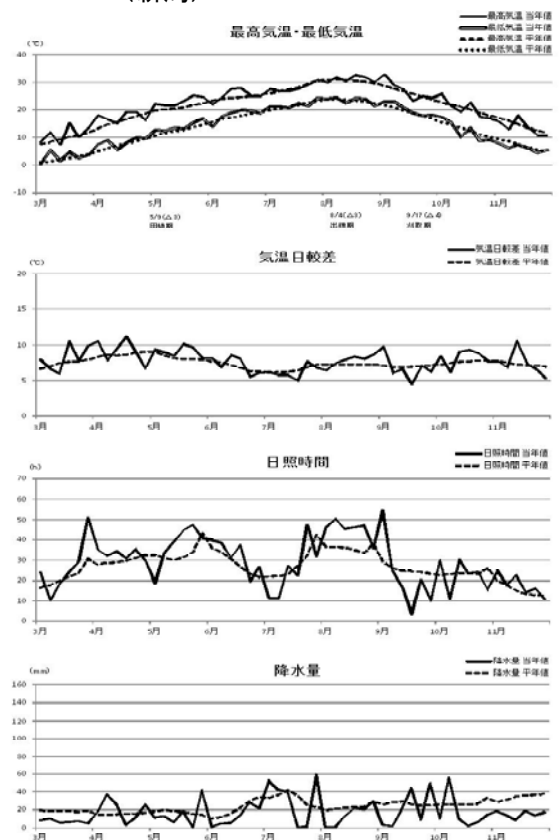 最高気温・最低気温
(℃)
最高気温 当年値
最低気温 当年値
最高気温 平年値
最低気温 平年値
40
30
20
10
0
-10
3月 4月 5月 6月 7月 8月 9月 10月 11月
5/9(△3) 8/4(△3) 9/17(△4)
田植期 出穂期 刈取期
気温日較差
(℃)
気温日較差 当年値
気温日較差 平年値
20
15
10
5
0
3月 4月 5月 6月 7月 8月 9月 10月 11月
日照時間
(h)
日照時間 当年値
日照時間 平年値
70
60
50
40
30
20
10
0
3月 4月 5月 6月 7月 8月 9月 10月 11月
降水量
(mm)
降水量 当年値
降水量 平年値
160
140
120
100
80
60
40
20
0
3月 4月 5月 6月 7月 8月 9月 10月 11月